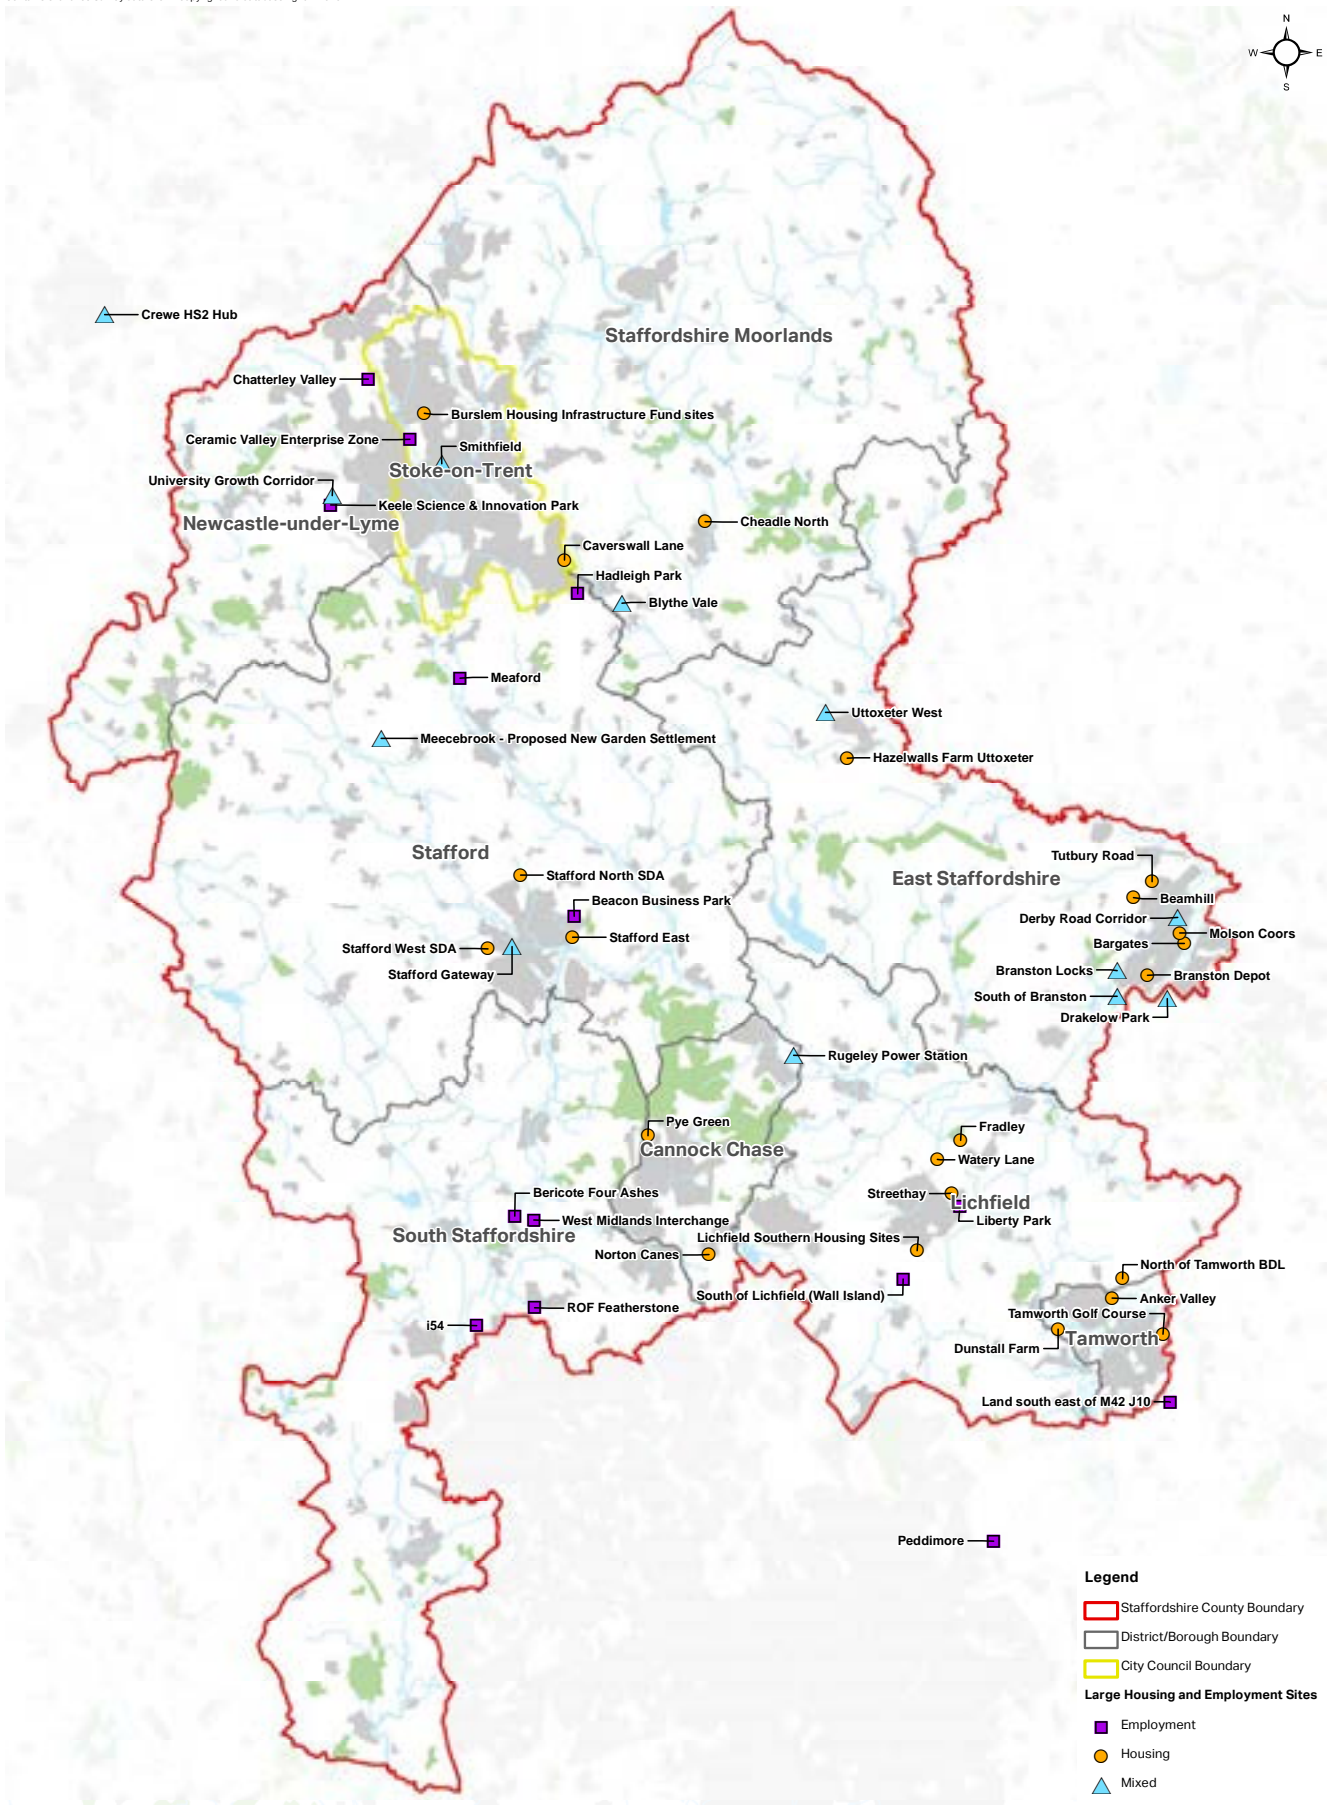 N
W
E
S
Crewe HS2 Hub
Staffordshire Moorlands
Chatterley Valley
Burslem Housing Infrastructure Fund sites
Ceramic Valley Enterprise Zone
Smithfield
Stoke-on-Trent
University Growth Corridor
Keele Science & Innovation Park
Newcastle-under-Lyme
Cheadle North
Caverswall Lane
Hadleigh Park
Blythe Vale
Meaford
Uttoxeter West
Meecebrook - Proposed New Garden Settlement
Hazelwalls Farm Uttoxeter
Stafford
Tutbury Road
Stafford North SDA
East Staffordshire
Beacon Business Park
Beamhill
Derby Road Corridor
Stafford East
Molson Coors
Stafford West SDA
Bargates
Stafford Gateway
Branston Locks
Branston Depot
South of Branston
Drakelow Park
Rugeley Power Station
Pye Green
Fradley
Cannock Chase
Watery Lane
Bericote Four Ashes
Streethay
Lichfield
West Midlands Interchange
Liberty Park
South Staffordshire
Lichfield Southern Housing Sites
Norton Canes
North of Tamworth BDL
South of Lichfield (Wall Island)
Anker Valley
ROF Featherstone
Tamworth Golf Course
i54
Tamworth
Dunstall Farm
Land south east of M42 J10
Peddimore
Legend
Staffordshire County Boundary
District/Borough Boundary
City Council Boundary
Large Housing and Employment Sites
Employment
Housing
Mixed